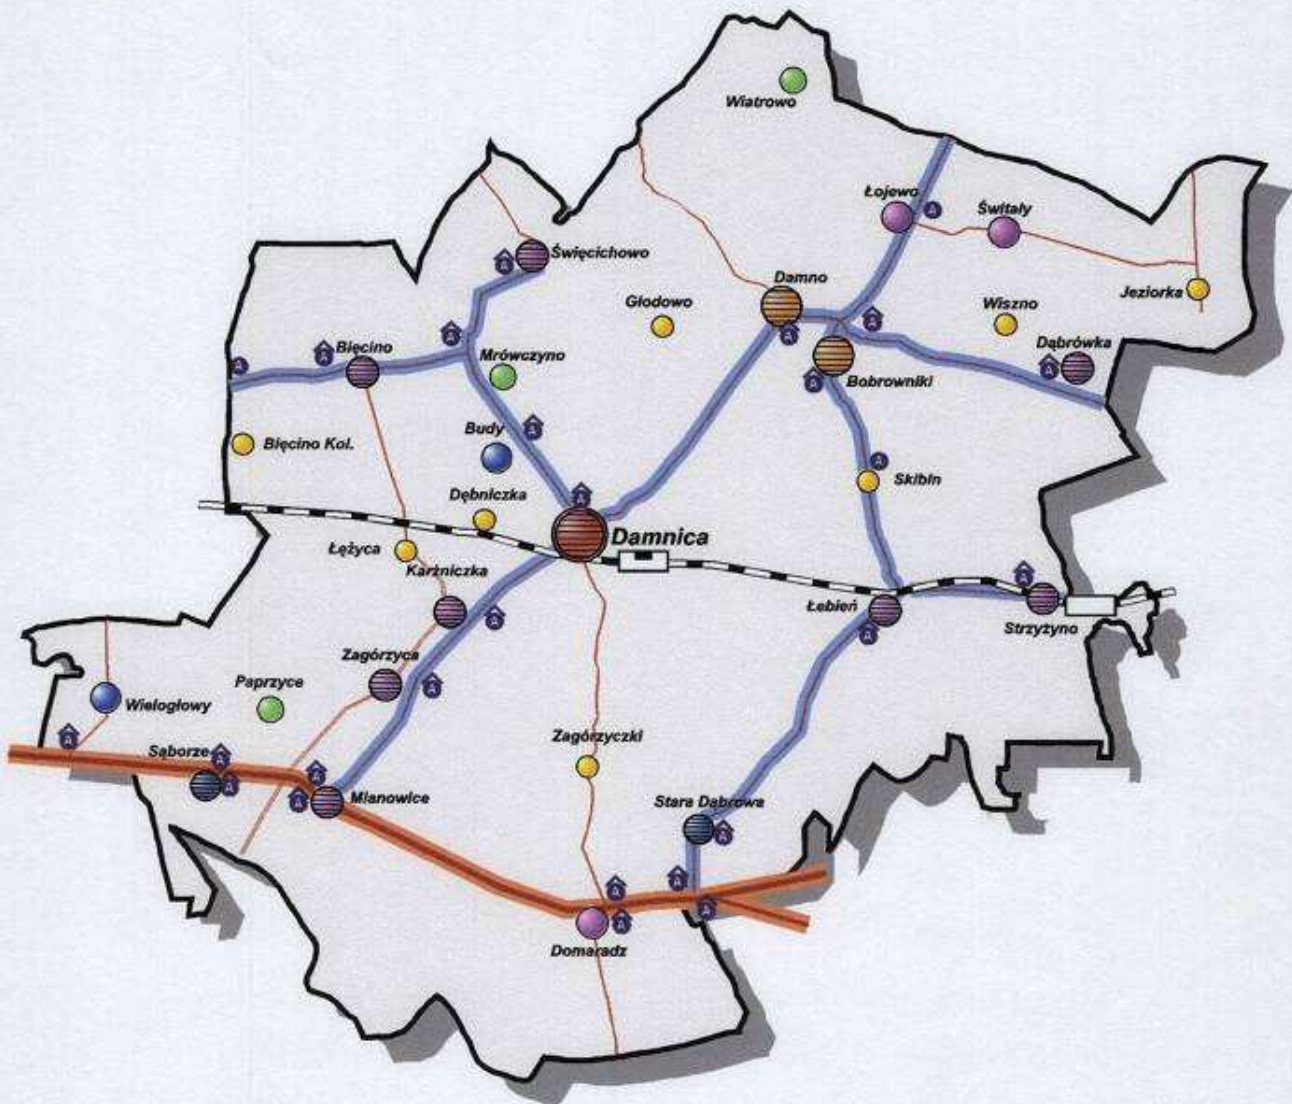 Wiatrowo
Łojewo
Świtały
Święcichowo
Damno
Głodowo
Wiszno
Jeziorka
Bięcino
Mrówczyno
Dąbrówka
Bobrowniki
Budy
Bięcino Kol.
Skibin
Dębniczka
Damnica
Łężyca
Karżniczka
Łebień
Strzyżyno
Zagórzyca
Paprzyce
Wielogłowy
Zagórzyczki
Sąborze
Mianowice
Stara Dąbrowa
Domaradz